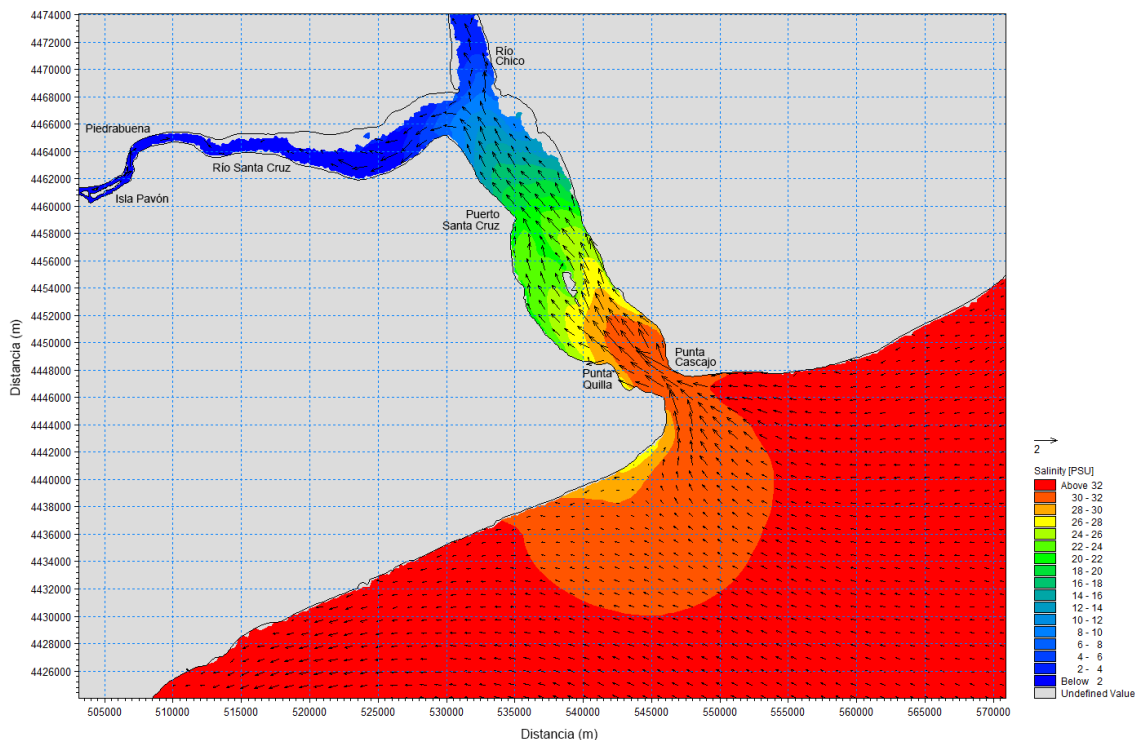 4474000
4472000
4470000
4468000
4466000
4464000
4462000
4460000
4458000
4456000
4454000
4452000
4450000
4448000
4446000
4444000
4442000
4440000
4438000
4436000
4434000
4432000
4430000
4428000
4426000
Distancia (m)
Río
Chico
Piedrabuena
Río Santa Cruz
Isla Pavón
Puerto
Santa Cruz
Punta
Cascajo
Punta
Quilla
505000 510000 515000 520000 525000 530000 535000 540000 545000 550000 555000 560000 565000 570000
Distancia (m)
2
Salinity [PSU]
Above 32
30 - 32
28 - 30
26 - 28
24 - 26
22 - 24
20 - 22
18 - 20
16 - 18
14 - 16
12 - 14
10 - 12
8 - 10
6 - 8
4 - 6
2 - 4
Below 2
Undefined Value